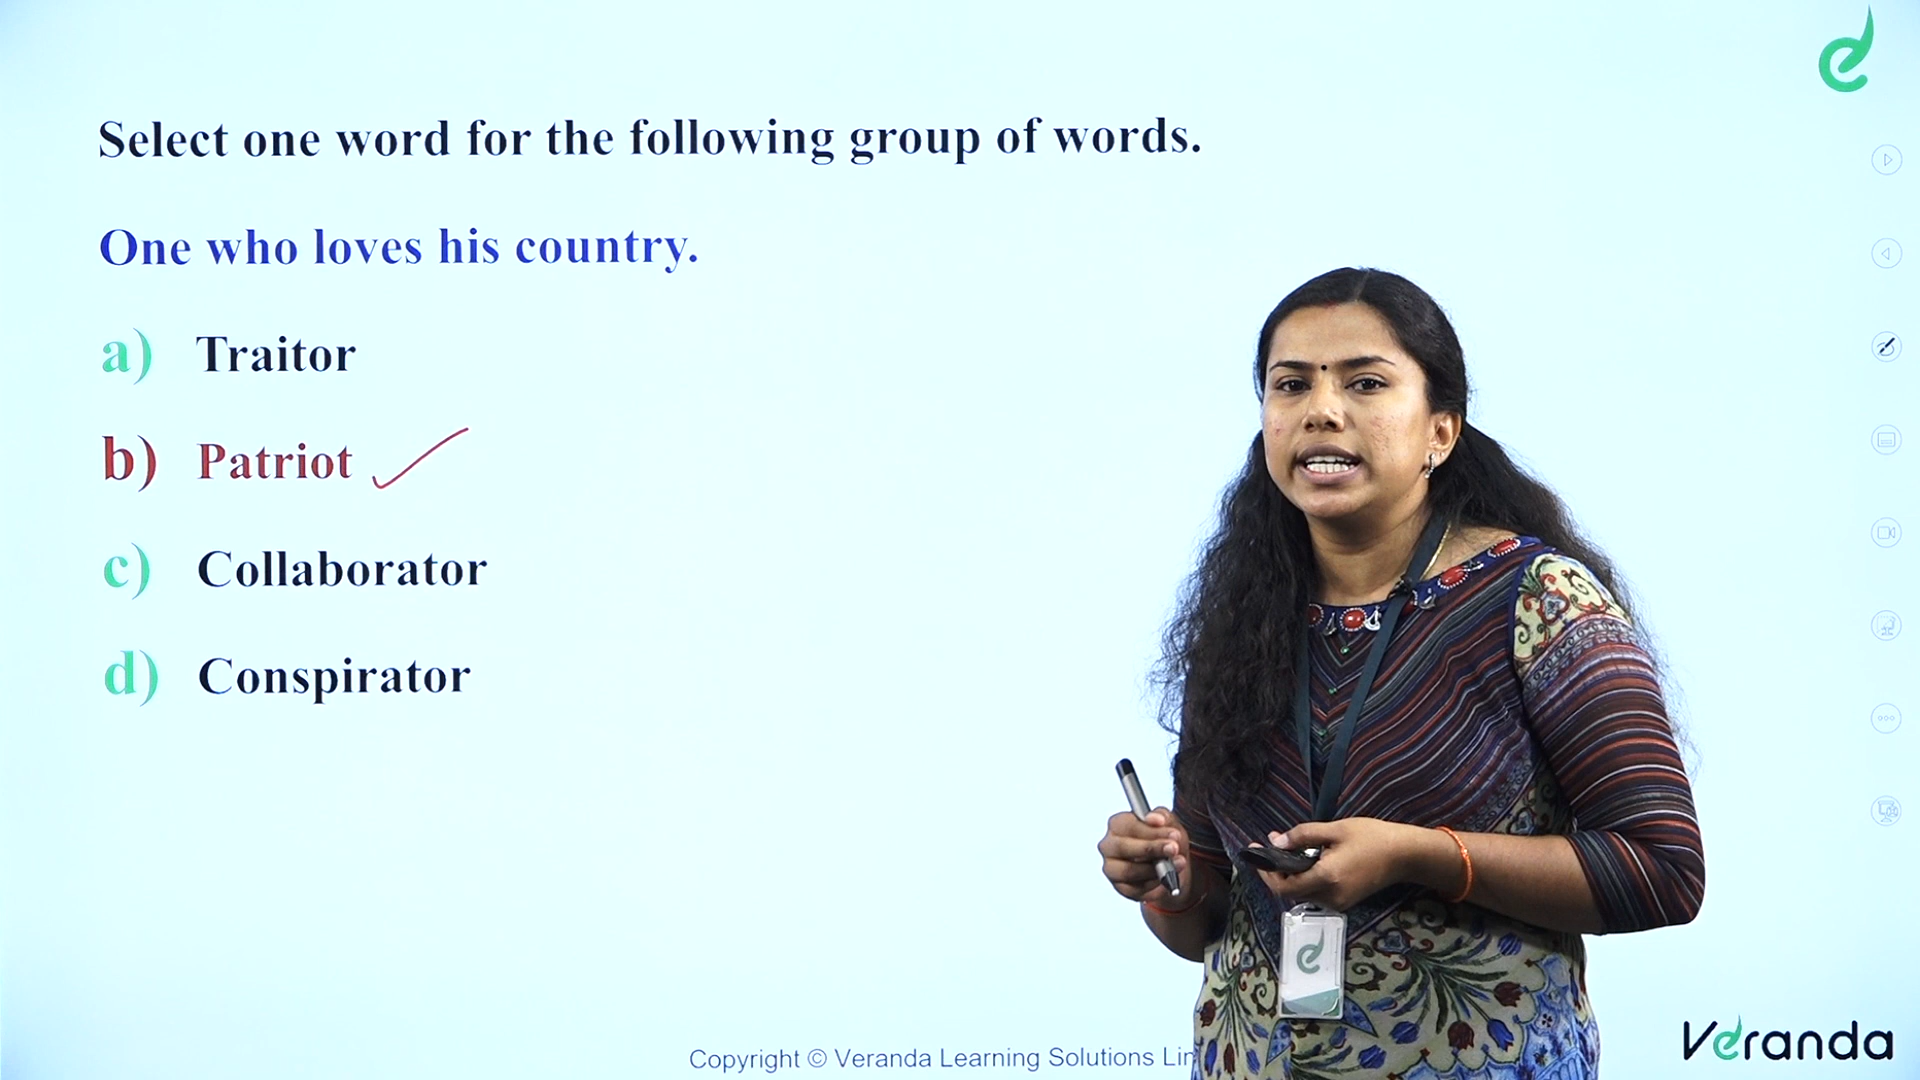 Select one word for the following group of words.
One who loves his country.
a) Traitor
b) Patriot
c) Collaborator
d) Conspirator
Copyright © Veranda Learning Solutions
Veranda